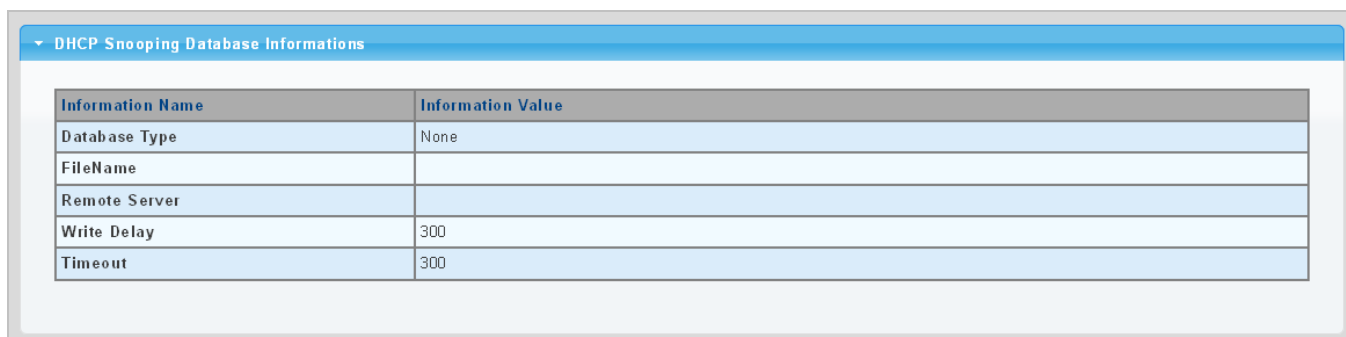 DHCP Snooping Database Informations
Information Name Information Value
Database Type None
FileName
Remote Server
Write Delay 300
Timeout 300